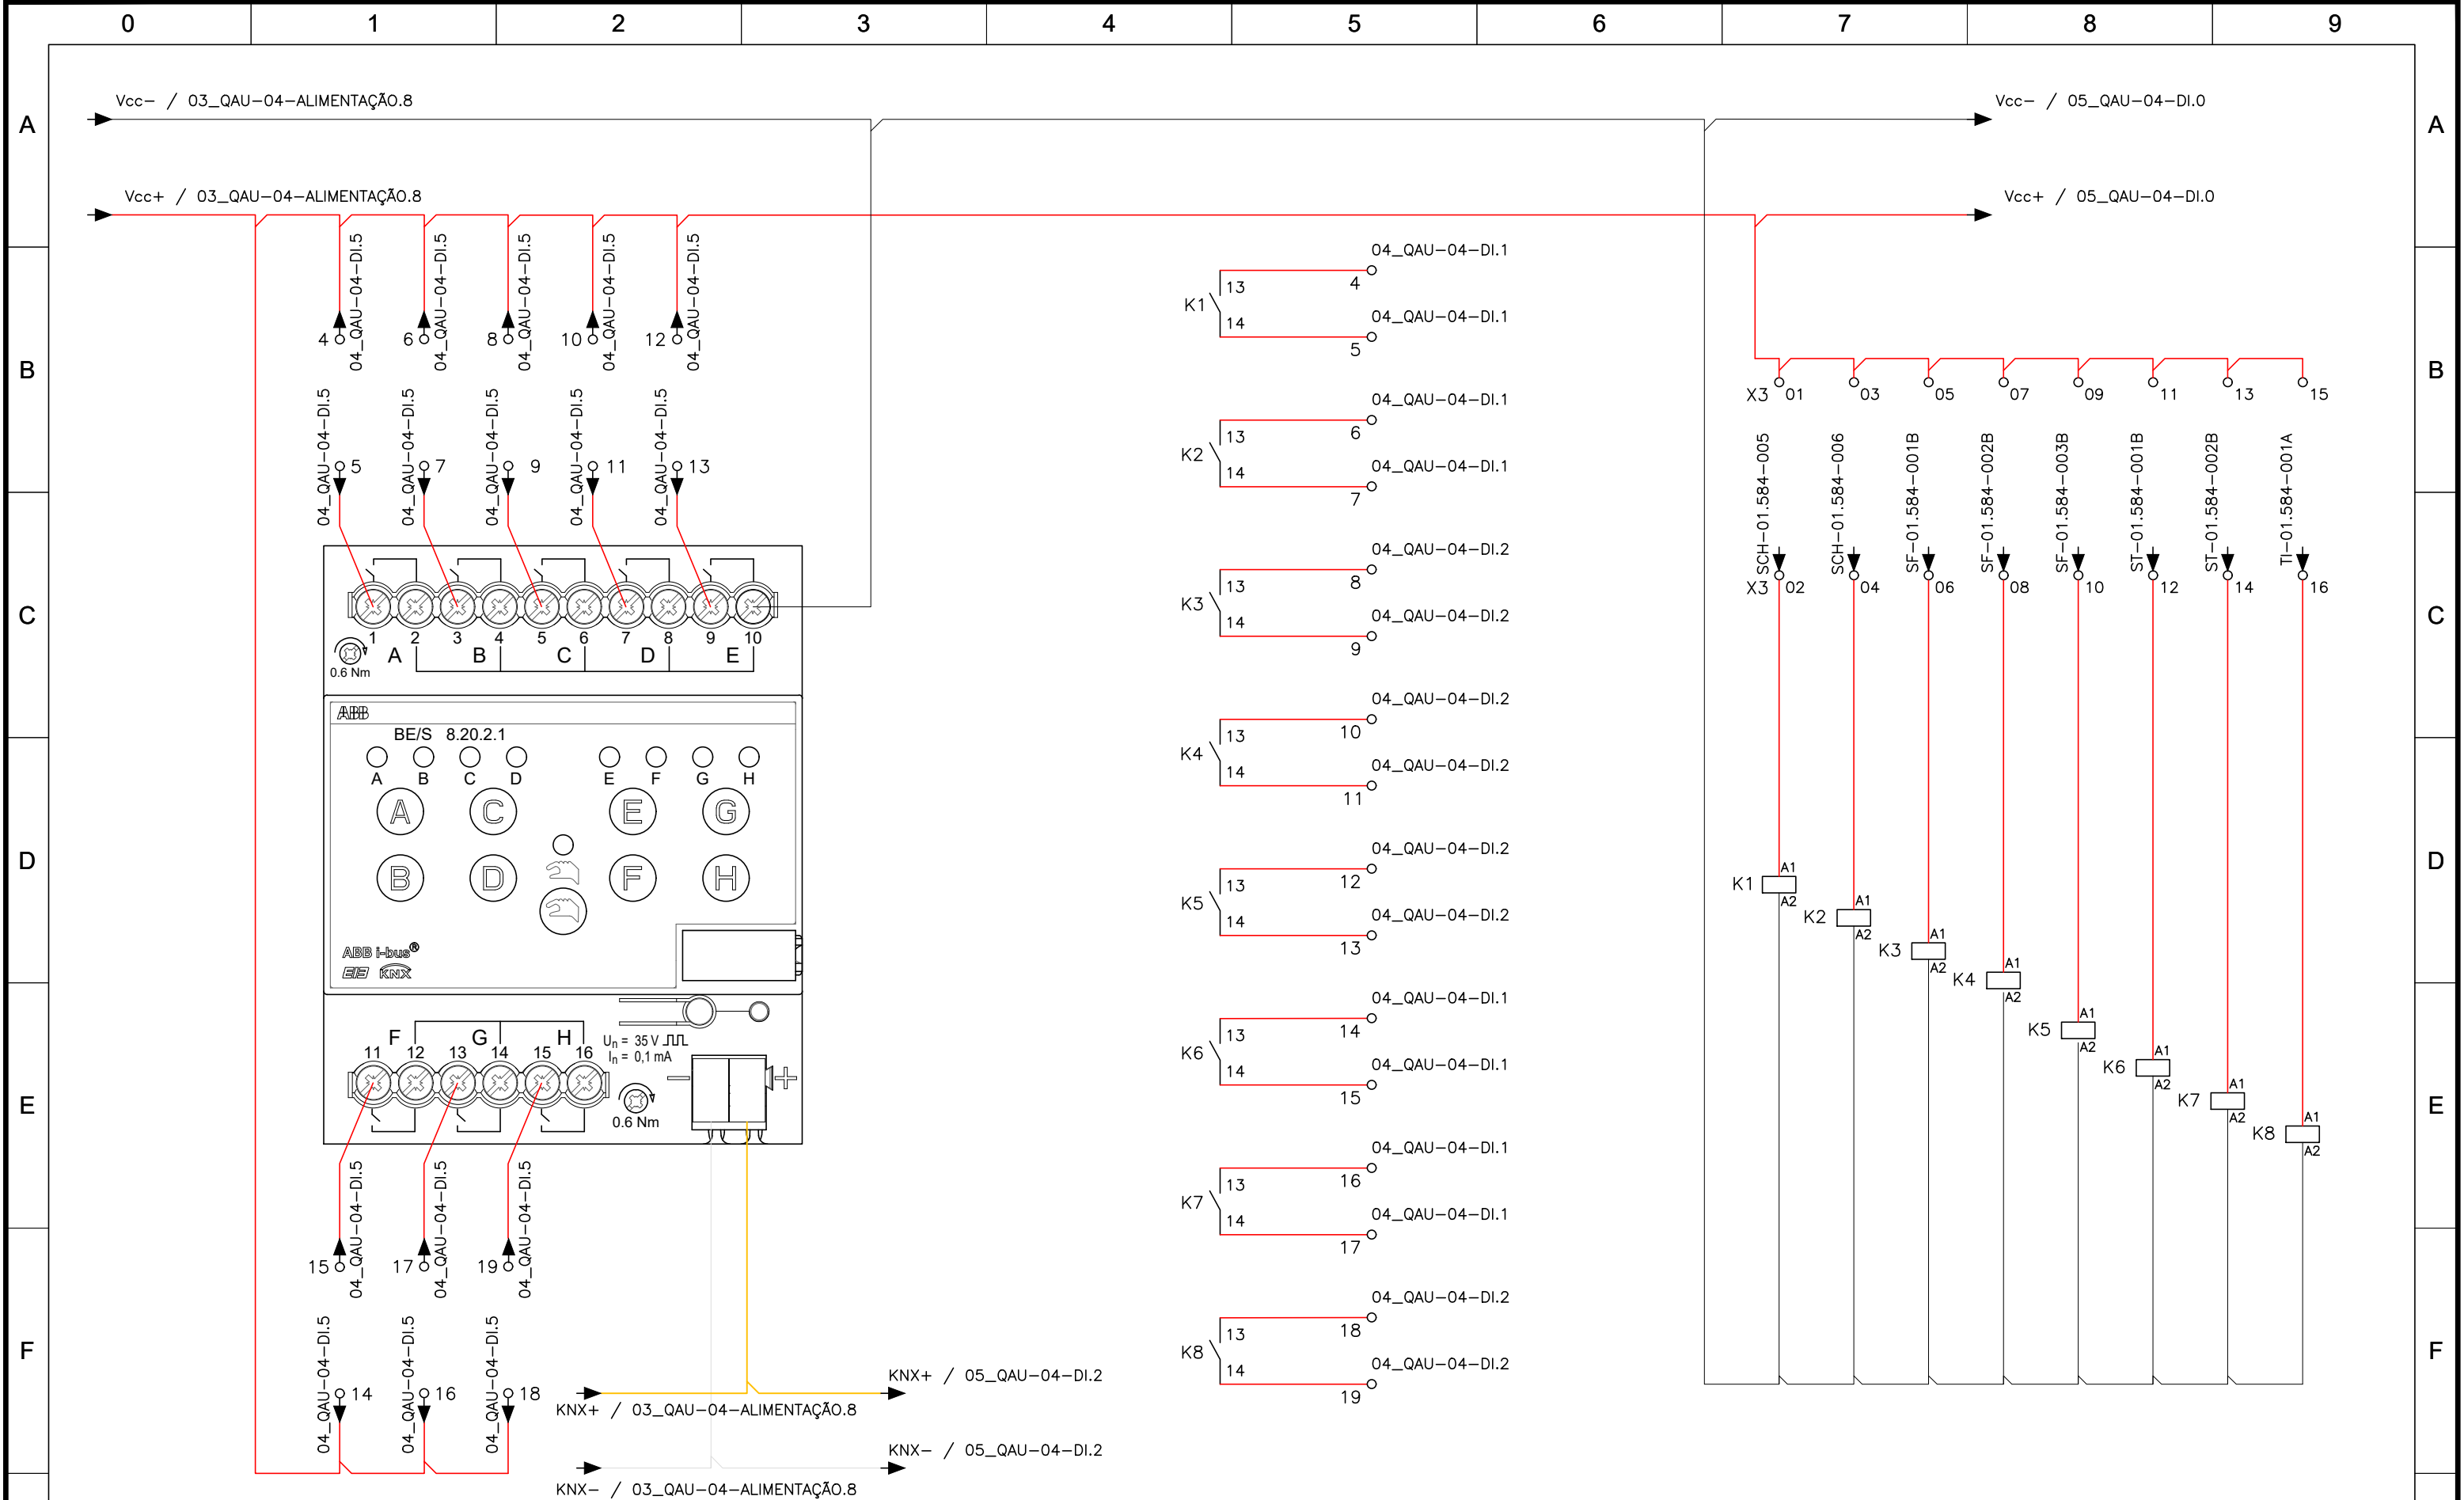 0 1 2 3 4 5 6 7 8 9
A A
Vcc- / 03_QAU-04-ALIMENTAÇÃO.8
Vcc- / 05_QAU-04-DI.0
Vcc+ / 03_QAU-04-ALIMENTAÇÃO.8
Vcc+ / 05_QAU-04-DI.0
B B
04_QAU-04-DI.5 04_QAU-04-DI.5 04_QAU-04-DI.5 04_QAU-04-DI.5 04_QAU-04-DI.5
4 6 8 10 12
04_QAU-04-DI.5 04_QAU-04-DI.5 04_QAU-04-DI.5 04_QAU-04-DI.5 04_QAU-04-DI.5
5 7 9 11 13
C C
1 2 3 4 5 6 7 8 9 10
A B C D E
0.6 Nm
ABB
BE/S 8.20.2.1
D D
A B C D E F G H
A C E G
B D F H
ABB i-bus®
EIB KNX
E E
F G H
11 12 13 14 15 16
Un = 35 V
In = 0,1 mA
- +
0.6 Nm
04_QAU-04-DI.5 04_QAU-04-DI.5 04_QAU-04-DI.5
15 17 19
F F
04_QAU-04-DI.5 04_QAU-04-DI.5 04_QAU-04-DI.5
14 16 18
KNX+ / 05_QAU-04-DI.2
KNX+ / 03_QAU-04-ALIMENTAÇÃO.8
KNX- / 05_QAU-04-DI.2
KNX- / 03_QAU-04-ALIMENTAÇÃO.8
04_QAU-04-DI.1
K1 13 4
04_QAU-04-DI.1
14 5
04_QAU-04-DI.1
K2 13 6
04_QAU-04-DI.1
14 7
04_QAU-04-DI.2
K3 13 8
04_QAU-04-DI.2
14 9
04_QAU-04-DI.2
K4 13 10
04_QAU-04-DI.2
14 11
04_QAU-04-DI.2
K5 13 12
04_QAU-04-DI.2
14 13
04_QAU-04-DI.1
K6 13 14
04_QAU-04-DI.1
14 15
04_QAU-04-DI.1
K7 13 16
04_QAU-04-DI.1
14 17
04_QAU-04-DI.2
K8 13 18
04_QAU-04-DI.2
14 19
X3 01 03 05 07 09 11 13 15
SCH-01.584-005
SCH-01.584-006
SF-01.584-001B
SF-01.584-002B
SF-01.584-003B
ST-01.584-001B
ST-01.584-002B
TI-01.584-001A
X3 02 04 06 08 10 12 14 16
K1 A1 A2
K2 A1 A2
K3 A1 A2
K4 A1 A2
K5 A1 A2
K6 A1 A2
K7 A1 A2
K8 A1 A2